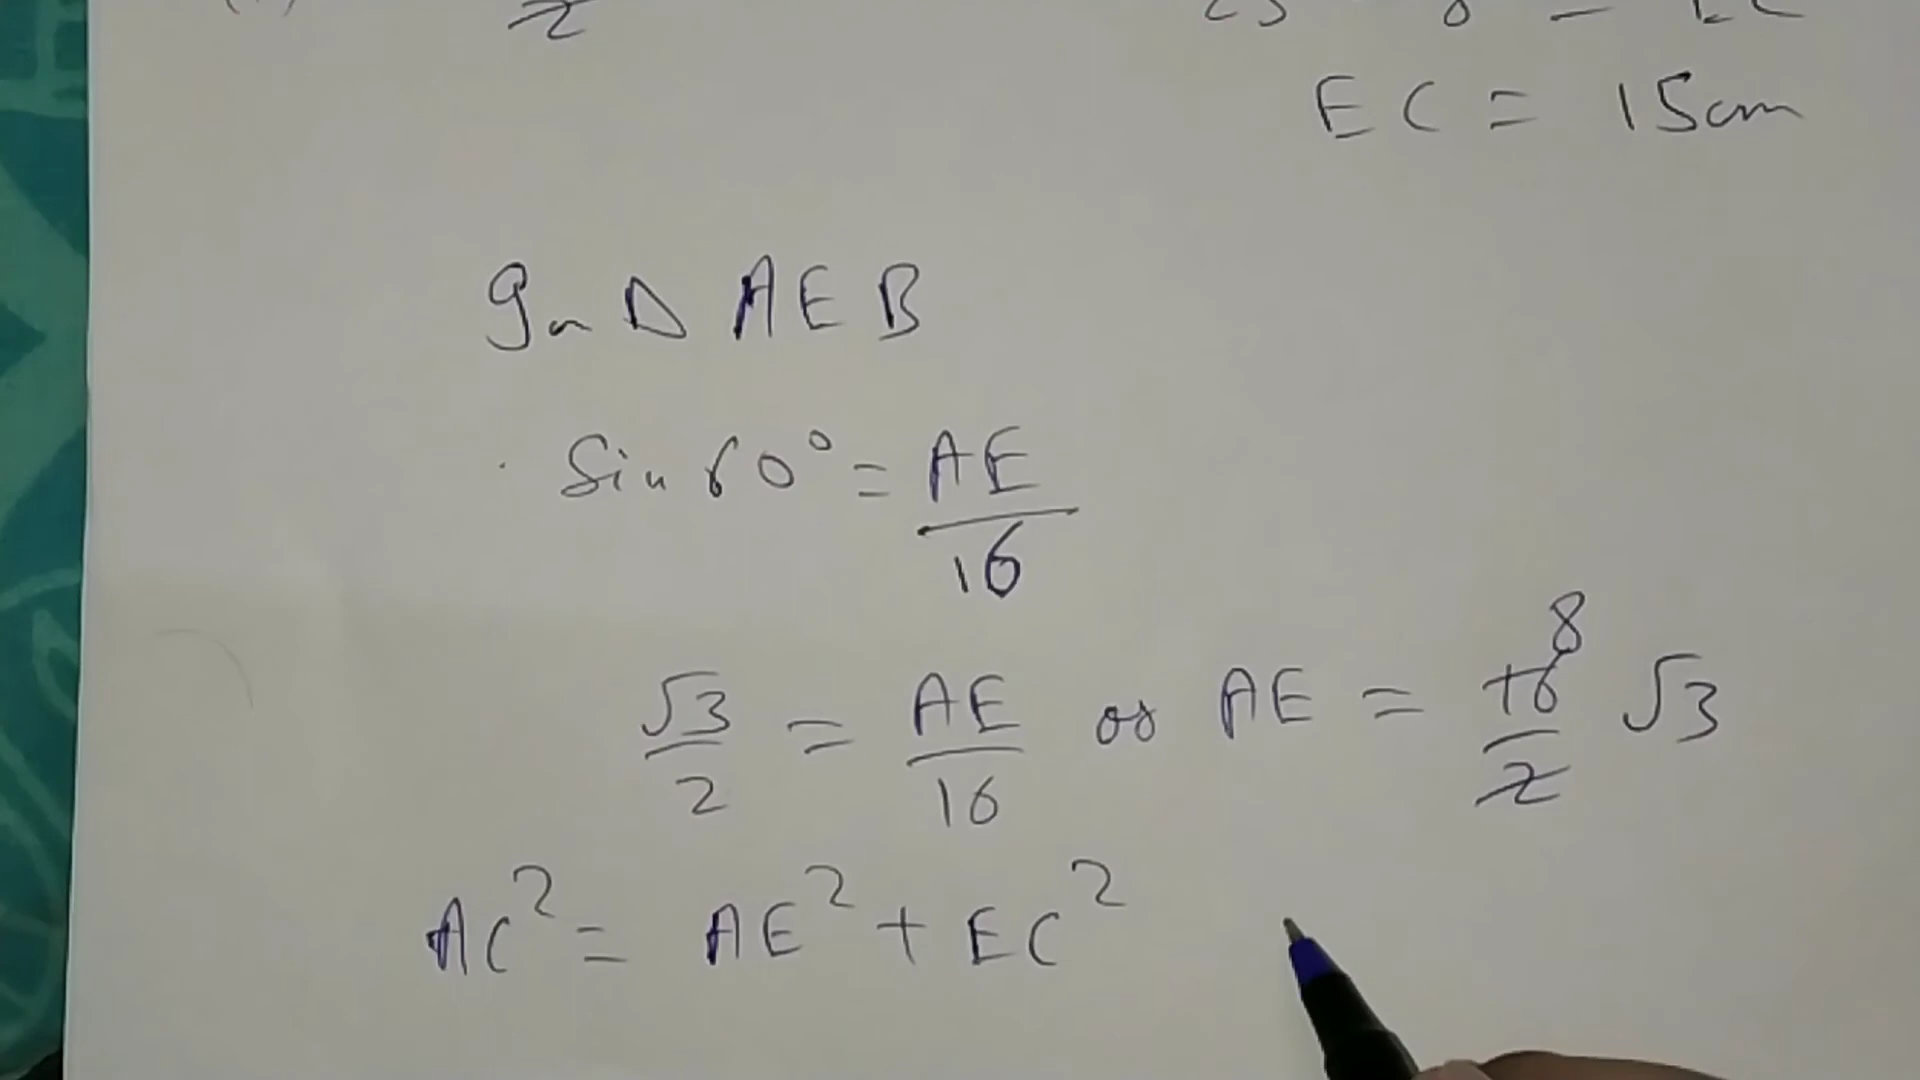 EC = 15cm
In Δ AEB
Sin 60° = AE/16
√3/2 = AE/16 or AE = 16/2 √3 8
AC² = AE² + EC²